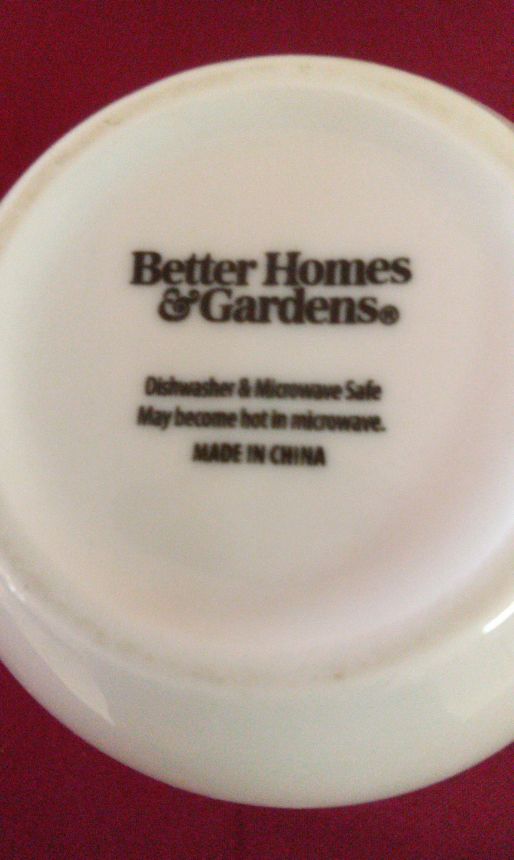 Better Homes
&Gardens®
Dishwasher & Microwave Safe
May become hot in microwave.
MADE IN CHINA